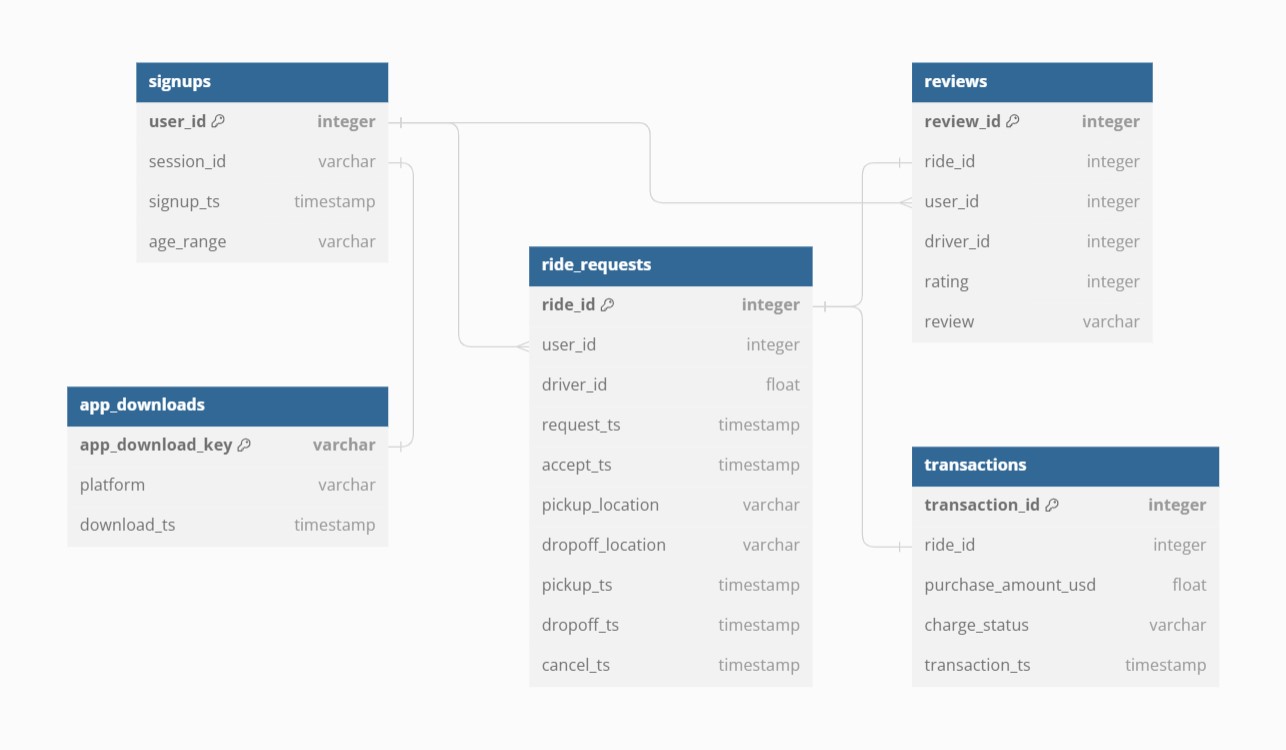 signups
user_id integer
session_id varchar
signup_ts timestamp
age_range varchar
app_downloads
app_download_key varchar
platform varchar
download_ts timestamp
ride_requests
ride_id integer
user_id integer
driver_id float
request_ts timestamp
accept_ts timestamp
pickup_location varchar
dropoff_location varchar
pickup_ts timestamp
dropoff_ts timestamp
cancel_ts timestamp
reviews
review_id integer
ride_id integer
user_id integer
driver_id integer
rating integer
review varchar
transactions
transaction_id integer
ride_id integer
purchase_amount_usd float
charge_status varchar
transaction_ts timestamp